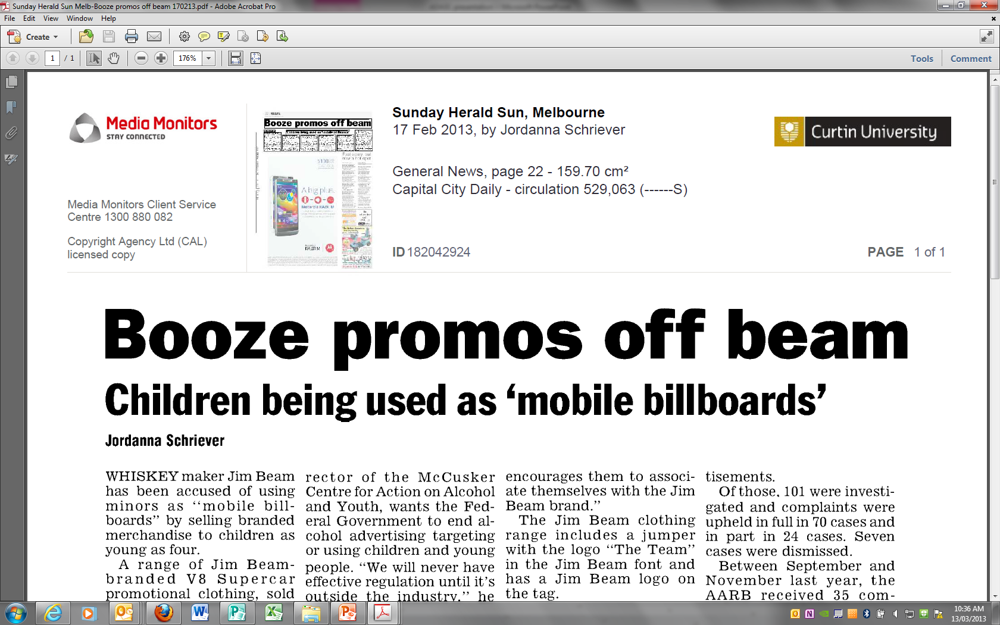 Sunday Herald Sun Melb-Booze promos off beam 170213.pdf - Adobe Acrobat Pro
File Edit View Window Help
Create
1 / 1
176%
Tools Comment
Media Monitors
STAY CONNECTED
Media Monitors Client Service
Centre 1300 880 082
Copyright Agency Ltd (CAL)
licensed copy
NEWS
Booze promos off beam
Children being used as 'mobile billboards'
A big plus.
Sunday Herald Sun, Melbourne
17 Feb 2013, by Jordanna Schriever
General News, page 22 - 159.70 cm²
Capital City Daily - circulation 529,063 (------S)
ID 182042924
Curtin University
PAGE 1 of 1
Booze promos off beam
Children being used as ‘mobile billboards’
Jordanna Schriever
WHISKEY maker Jim Beam
has been accused of using
minors as “mobile bill-
boards” by selling branded
merchandise to children as
young as four.
A range of Jim Beam-
branded V8 Supercar
promotional clothing, sold
rector of the McCusker
Centre for Action on Alcohol
and Youth, wants the Fed-
eral Government to end al-
cohol advertising targeting
or using children and young
people. “We will never have
effective regulation until it’s
outside the industry,” he
encourages them to associ-
ate themselves with the Jim
Beam brand.”
The Jim Beam clothing
range includes a jumper
with the logo “The Team”
in the Jim Beam font and
has a Jim Beam logo on
the tag.
tisements.
Of those, 101 were investi-
gated and complaints were
upheld in full in 70 cases and
in part in 24 cases. Seven
cases were dismissed.
Between September and
November last year, the
AARB received 35 com-
10:36 AM
13/03/2013